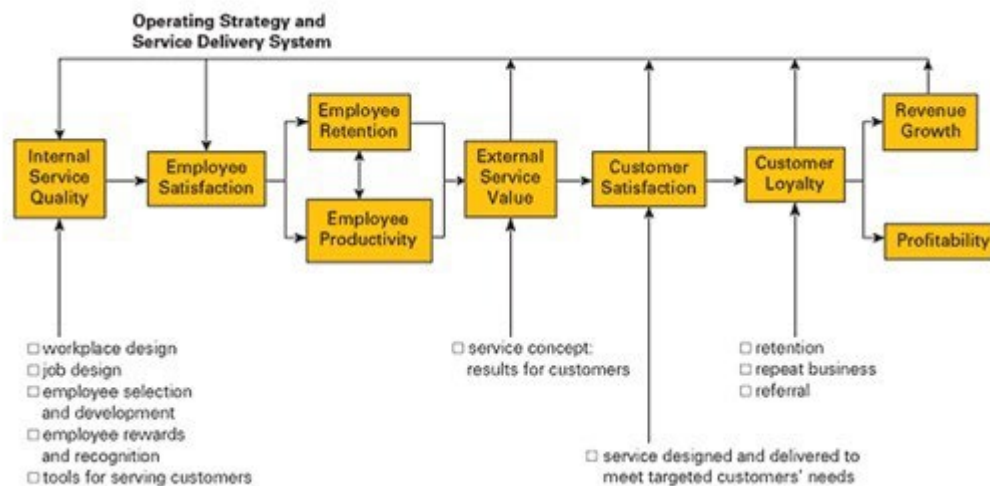 Operating Strategy and
Service Delivery System
Internal
Service
Quality
Employee
Satisfaction
Employee
Retention
Employee
Productivity
External
Service
Value
Customer
Satisfaction
Customer
Loyalty
Revenue
Growth
Profitability
□ workplace design
□ job design
□ employee selection
and development
□ employee rewards
and recognition
□ tools for serving customers
□ service concept:
results for customers
□ service designed and delivered to
meet targeted customers' needs
□ retention
□ repeat business
□ referral